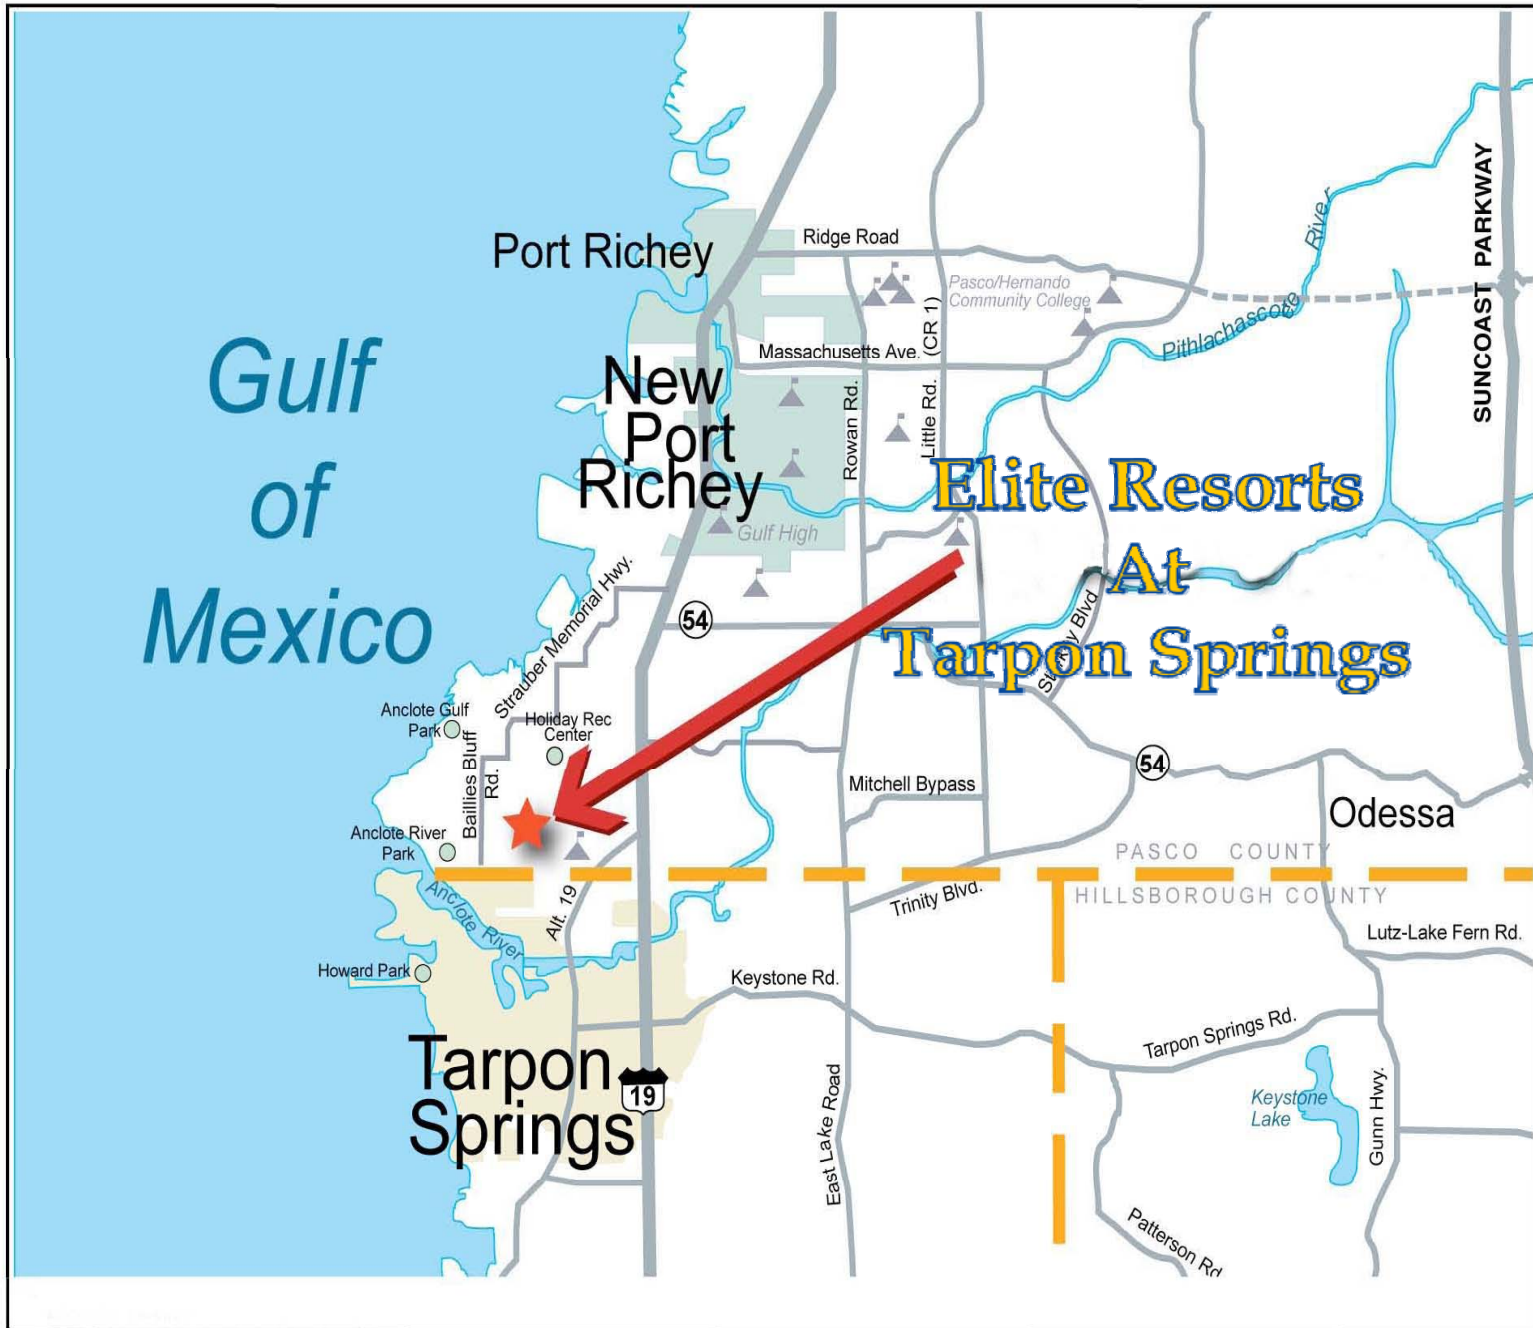 Port Richey
Ridge Road
Pasco/Hernando
Community College
River
SUNCOAST PARKWAY
Pithlachascote
(CR 1)
Massachusetts Ave.
Gulf
of
Mexico
New
Port
Richey
Rowan Rd.
Little Rd.
Elite Resorts
At
Tarpon Springs
Gulf High
Strauber Memorial Hwy.
54
Anclote Gulf
Park
Holiday Rec
Center
Baillies Bluff
Rd.
54
Mitchell Bypass
Odessa
Anclote River
Park
PASCO COUNTY
HILLSBOROUGH COUNTY
Trinity Blvd.
Alt. 19
Anclote River
Lutz-Lake Fern Rd.
Howard Park
Keystone Rd.
Tarpon Springs Rd.
Tarpon
Springs
19
East Lake Road
Keystone
Lake
Gunn Hwy.
Patterson Rd